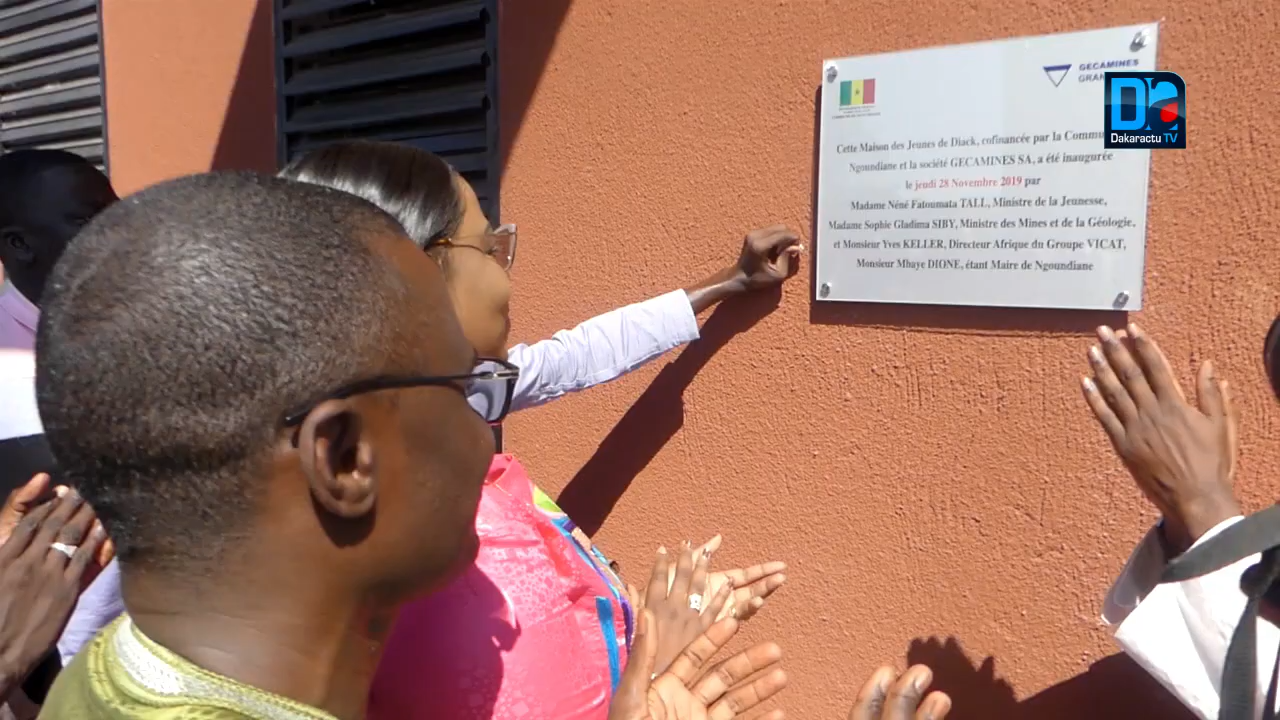 GECAMINES
Cette Maison des Jeunes de Diack, cofinancée par la
Ngoundiane et la société GECAMINES SA, a été inaugurée
le jeudi 28 Novembre 2019 par
Madame Néné Fatoumata TALL, Ministre de la Jeunesse,
Madame Sophie Gladima SIBY, Ministre des Mines et de la Géologie,
et Monsieur Yves KELLER, Directeur Afrique du Groupe VICAT,
Monsieur Mbaye DIONE, étant Maire de Ngoundiane
Dakaractu TV